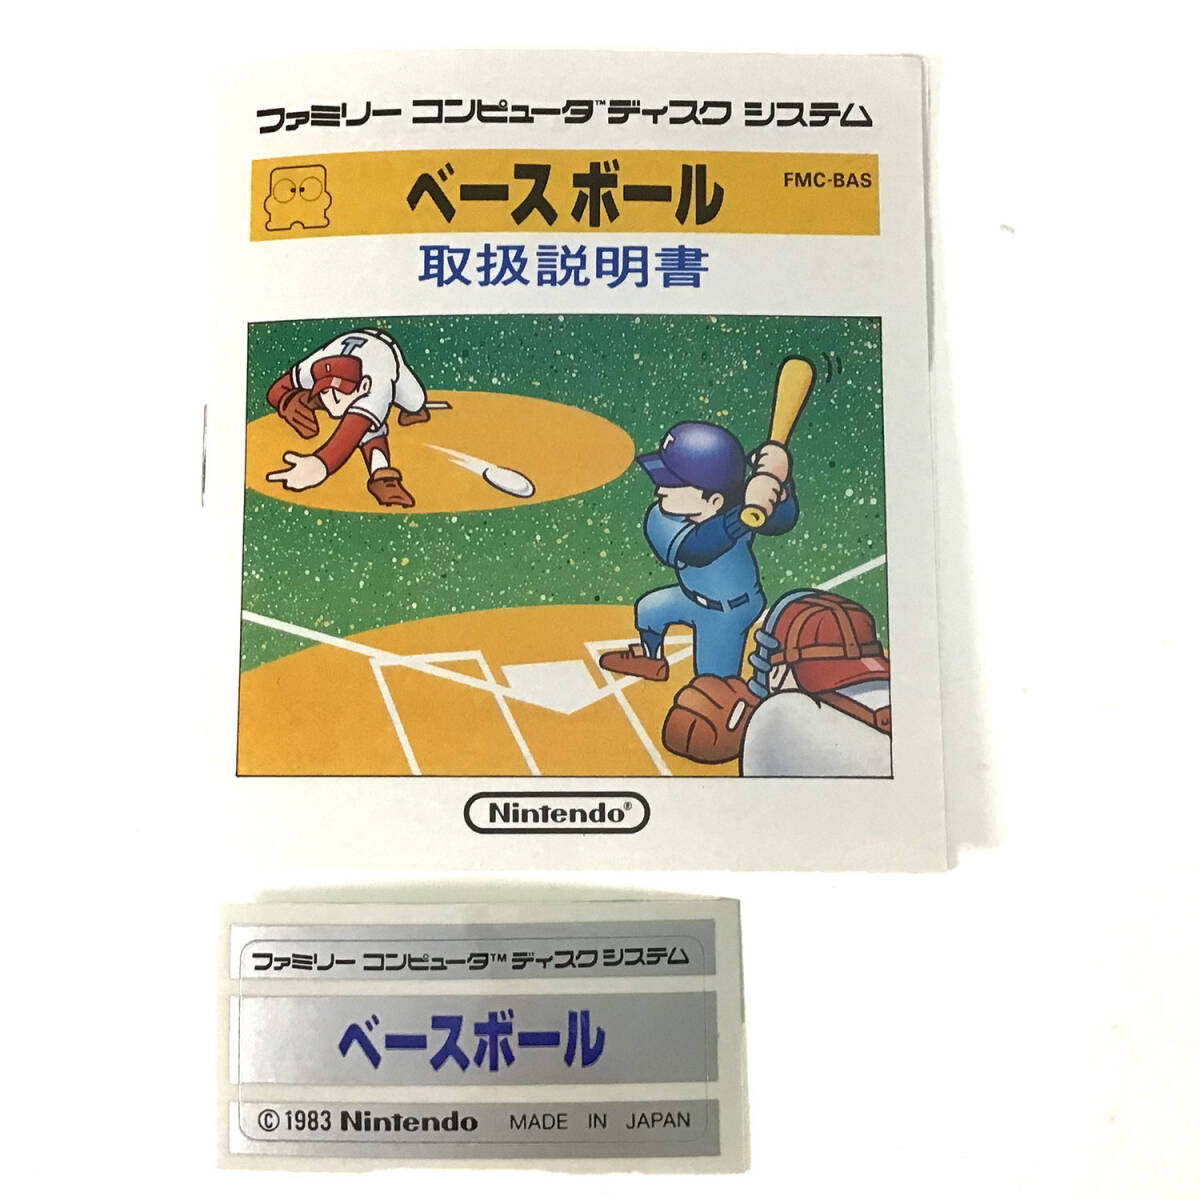 ファミリー コンピュータ™ ディスク システム
ベースボール
FMC-BAS
取扱説明書
T
T
Nintendo®
ファミリー コンピュータ™ ディスク システム
ベースボール
©1983 Nintendo MADE IN JAPAN